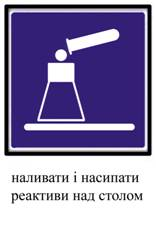 наливати і насипати
реактиви над столом